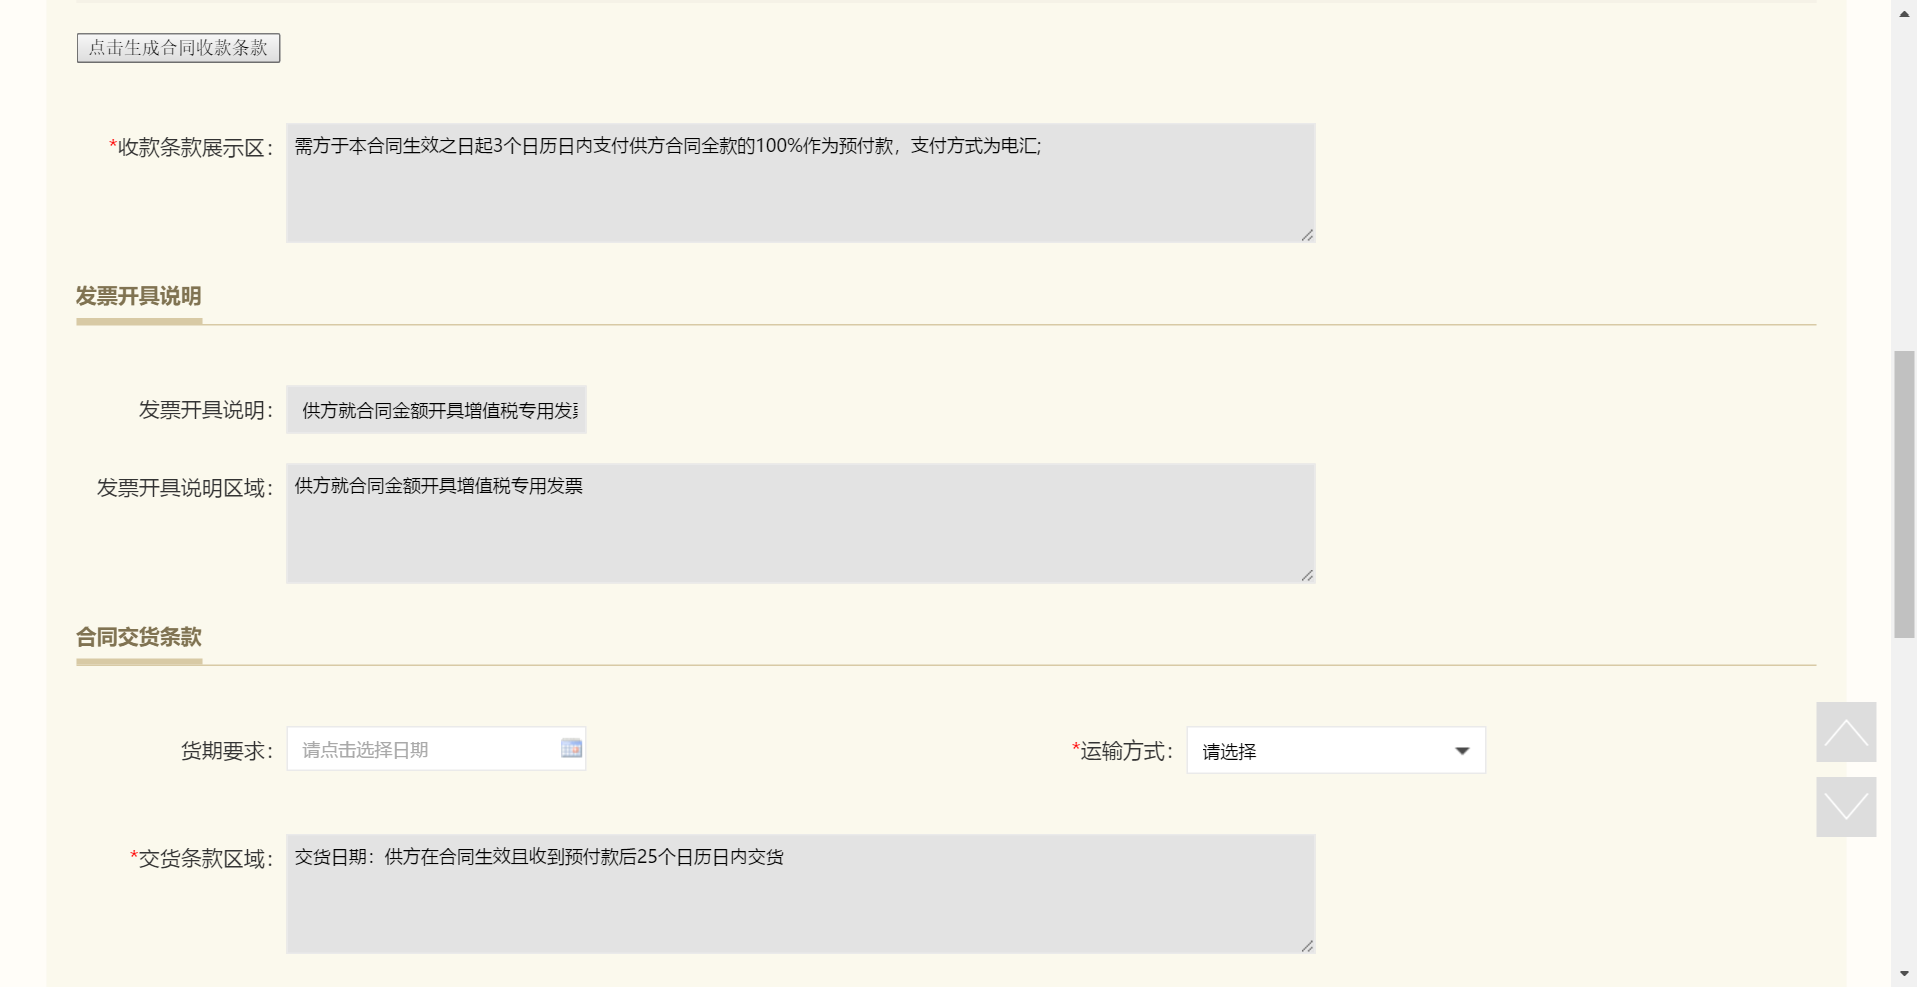 点击生成合同收款条款
*收款条款展示区：
需方于本合同生效之日起3个日历日内支付供方合同全款的100%作为预付款，支付方式为电汇;
发票开具说明
发票开具说明：
供方就合同金额开具增值税专用发
发票开具说明区域：
供方就合同金额开具增值税专用发票
合同交货条款
货期要求：
请点击选择日期
*运输方式：
请选择
*交货条款区域：
交货日期：供方在合同生效且收到预付款后25个日历日内交货